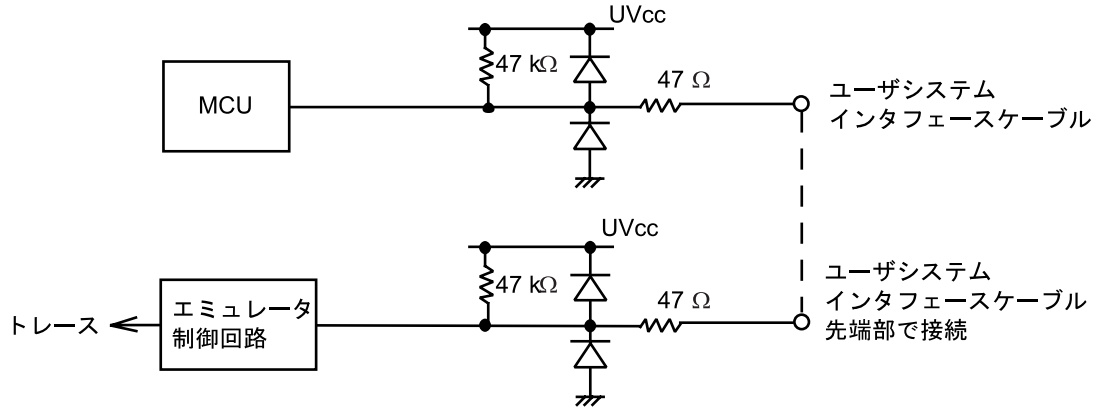 UVcc
47 kΩ
47 Ω
MCU
ユーザシステム
インタフェースケーブル
UVcc
47 kΩ
47 Ω
トレース
エミュレータ
制御回路
ユーザシステム
インタフェースケーブル
先端部で接続